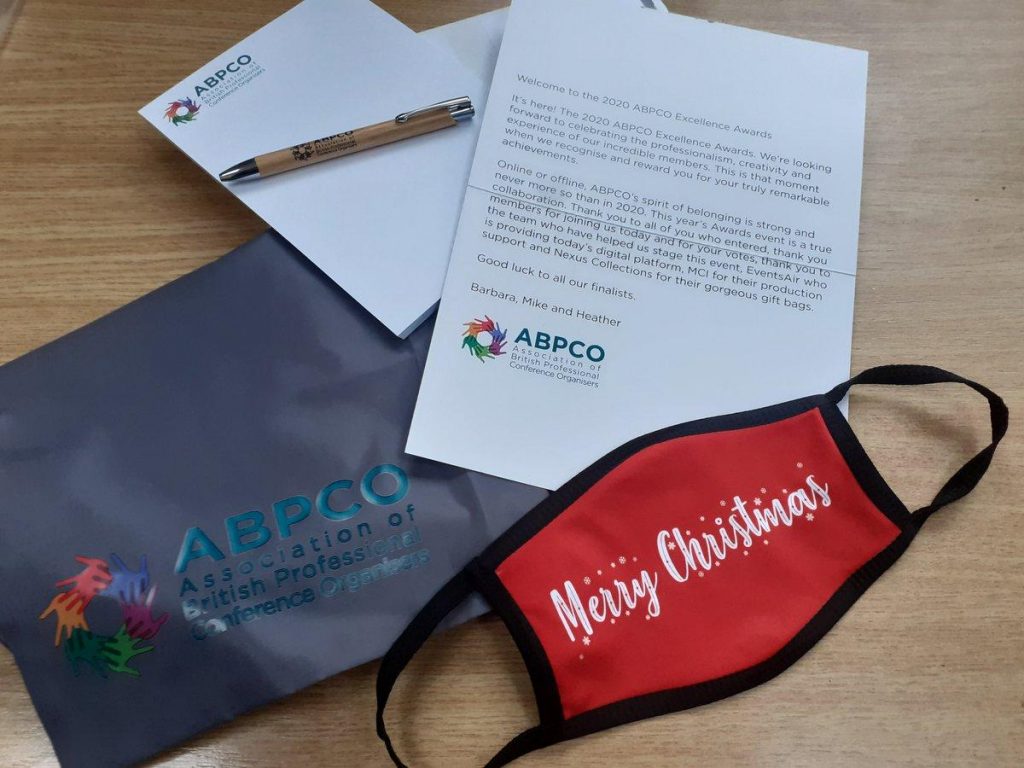 ABPCO
Association of
British Professional
Conference Organisers
ABPCO
Welcome to the 2020 ABPCO Excellence Awards
It's here! The 2020 ABPCO Excellence Awards. We're looking
forward to celebrating the professionalism, creativity and
experience of our incredible members. This is that moment
when we recognise and reward you for your truly remarkable
achievements.
Online or offline, ABPCO's spirit of belonging is strong and
never more so than in 2020. This year's Awards event is a true
collaboration. Thank you to all of you who entered, thank you
members for joining us today and for your votes, thank you to
the team who have helped us stage this event, EventsAir who
is providing today's digital platform, MCI for their production
support and Nexus Collections for their gorgeous gift bags.
Good luck to all our finalists.
Barbara, Mike and Heather
ABPCO
Association of
British Professional
Conference Organisers
ABPCO
Association of
British Professional
Conference Organisers
Merry Christmas